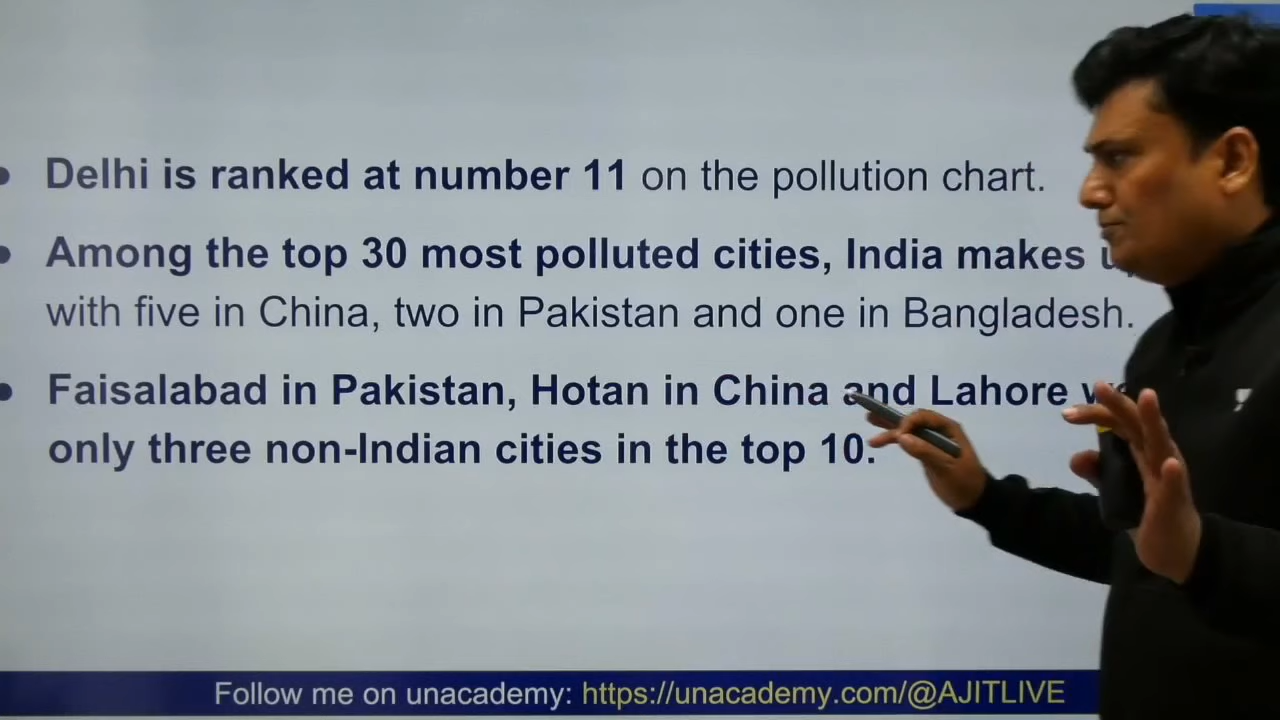 Delhi is ranked at number 11 on the pollution chart.
Among the top 30 most polluted cities, India makes
with five in China, two in Pakistan and one in Bangladesh.
Faisalabad in Pakistan, Hotan in China and Lahore
only three non-Indian cities in the top 10.
Follow me on unacademy: https://unacademy.com/@AJITLIVE